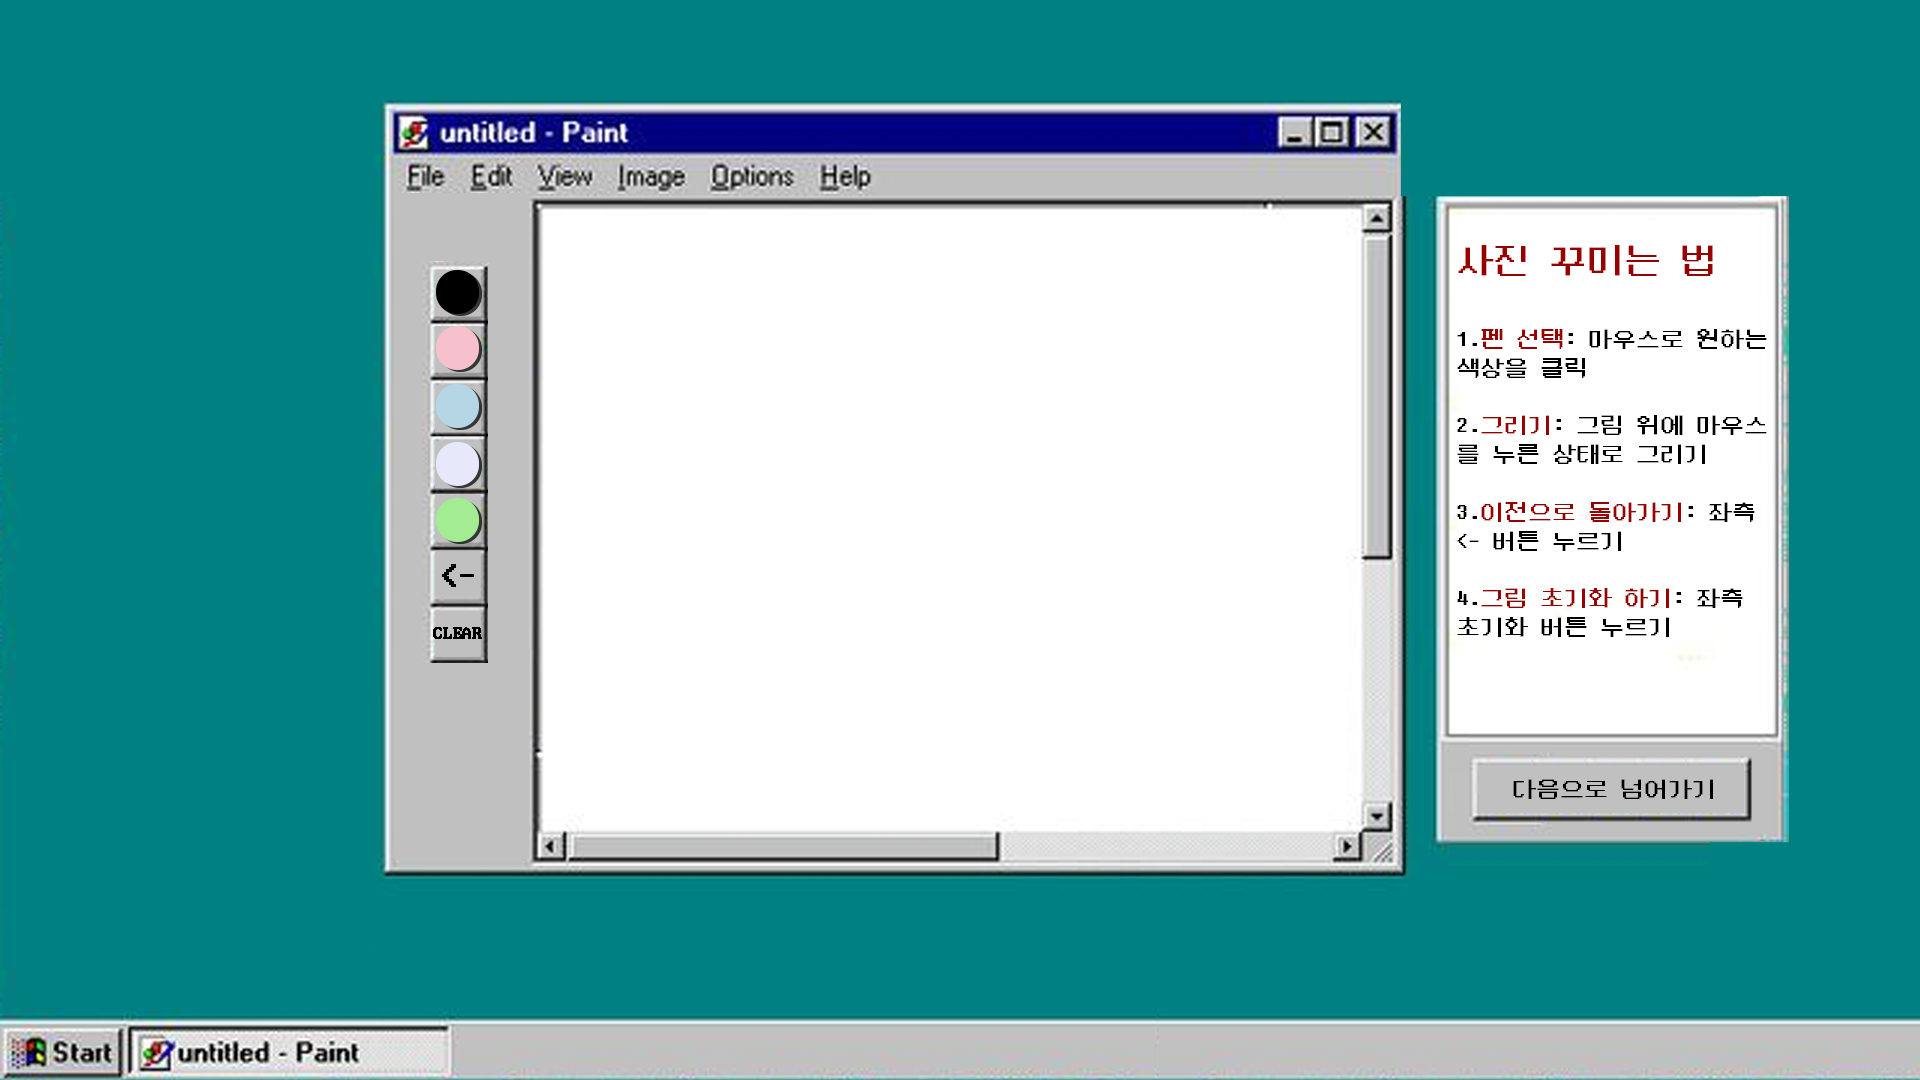 untitled - Paint
File Edit View Image Options Help
<-
CLEAR
사진 꾸미는 법
1.펜 선택: 마우스로 원하는
색상을 클릭
2.그리기: 그림 위에 마우스
를 누른 상태로 그리기
3.이전으로 돌아가기: 좌측
<- 버튼 누르기
4.그림 초기화 하기: 좌측
초기화 버튼 누르기
다음으로 넘어가기
Start untitled - Paint